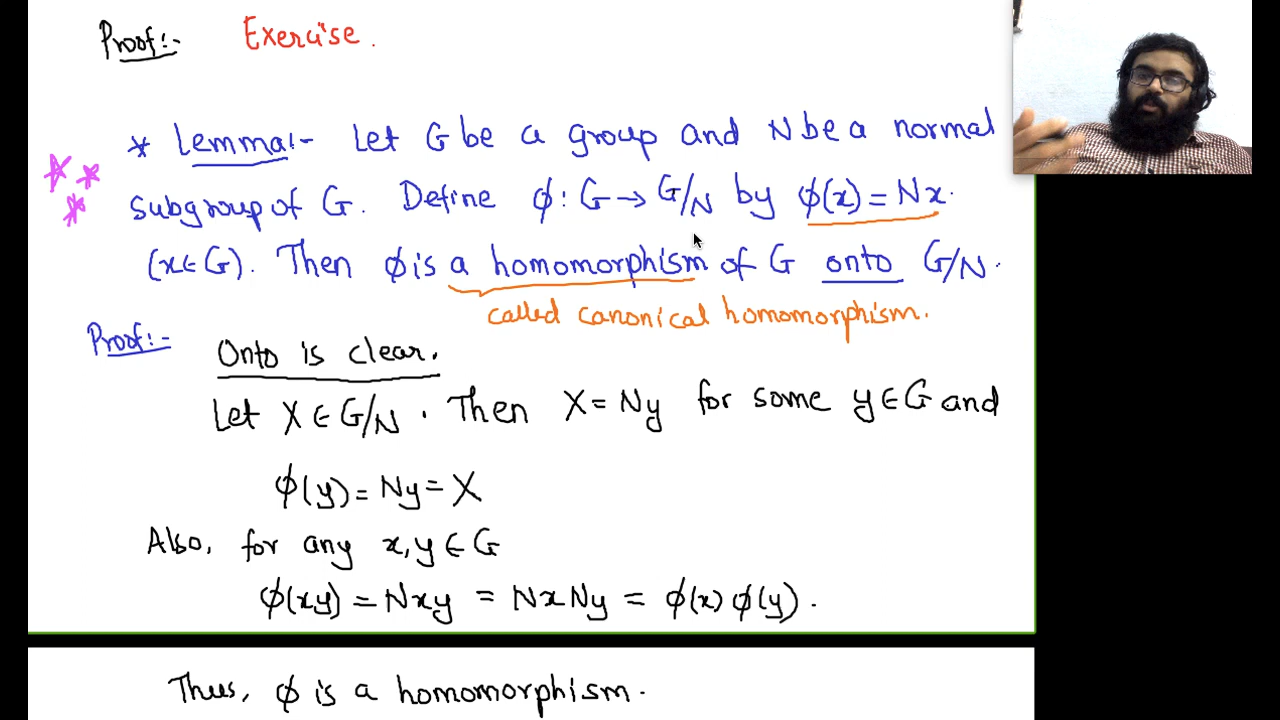 Proof:- Exercise.
* Lemma:- Let G be a group and N be a normal
subgroup of G. Define ϕ: G → G/N by ϕ(x) = Nx.
(x∈G). Then ϕ is a homomorphism of G onto G/N.
called canonical homomorphism.
Proof:-
Onto is clear.
Let X ∈ G/N. Then X = Ny for some y∈G and
ϕ(y) = Ny = X
Also, for any x,y ∈ G
ϕ(xy) = Nxy = Nx Ny = ϕ(x) ϕ(y).
Thus, ϕ is a homomorphism.